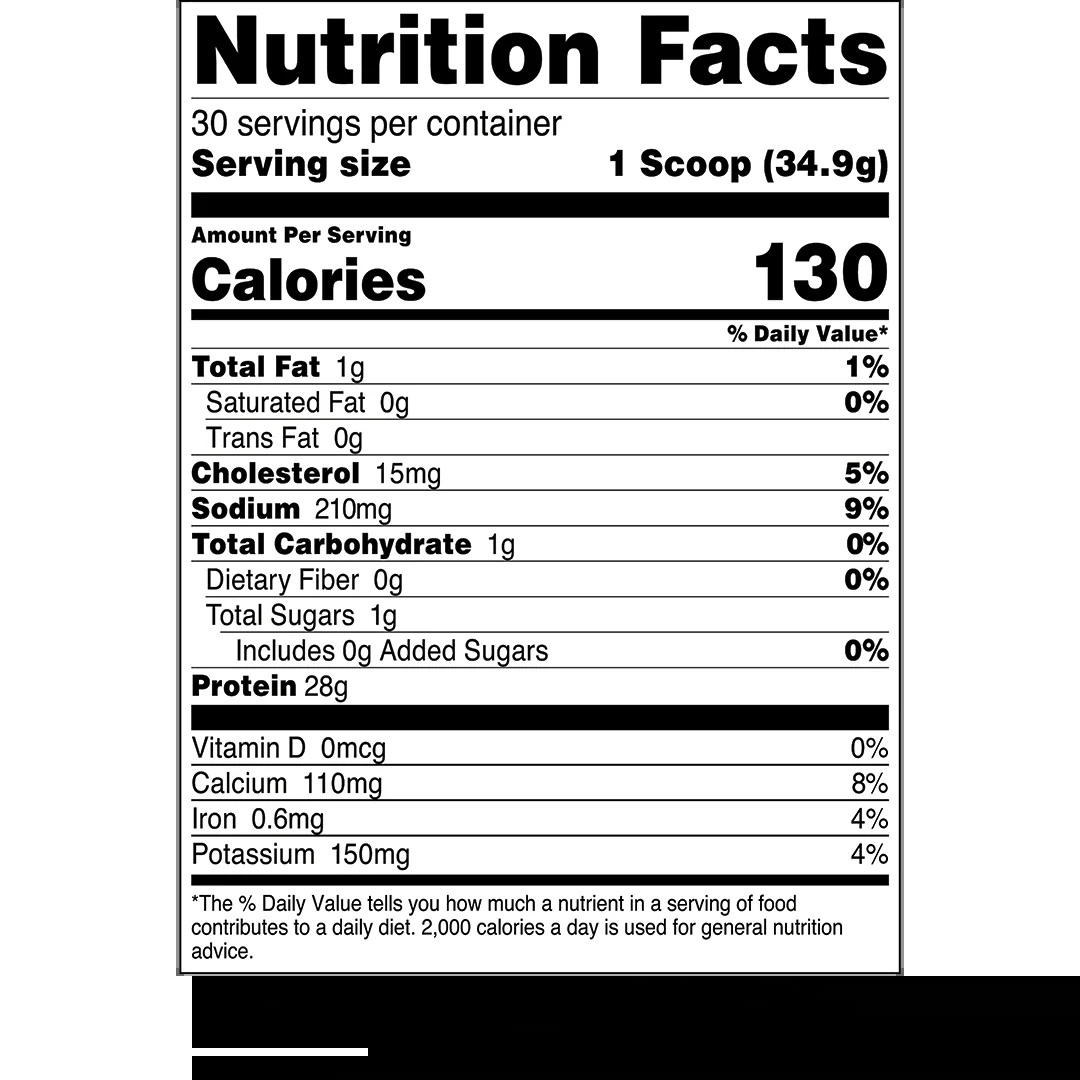 Nutrition Facts
30 servings per container
Serving size 1 Scoop (34.9g)
Amount Per Serving
Calories 130
% Daily Value*
Total Fat 1g 1%
Saturated Fat 0g 0%
Trans Fat 0g
Cholesterol 15mg 5%
Sodium 210mg 9%
Total Carbohydrate 1g 0%
Dietary Fiber 0g 0%
Total Sugars 1g
Includes 0g Added Sugars 0%
Protein 28g
Vitamin D 0mcg 0%
Calcium 110mg 8%
Iron 0.6mg 4%
Potassium 150mg 4%
*The % Daily Value tells you how much a nutrient in a serving of food
contributes to a daily diet. 2,000 calories a day is used for general nutrition
advice.